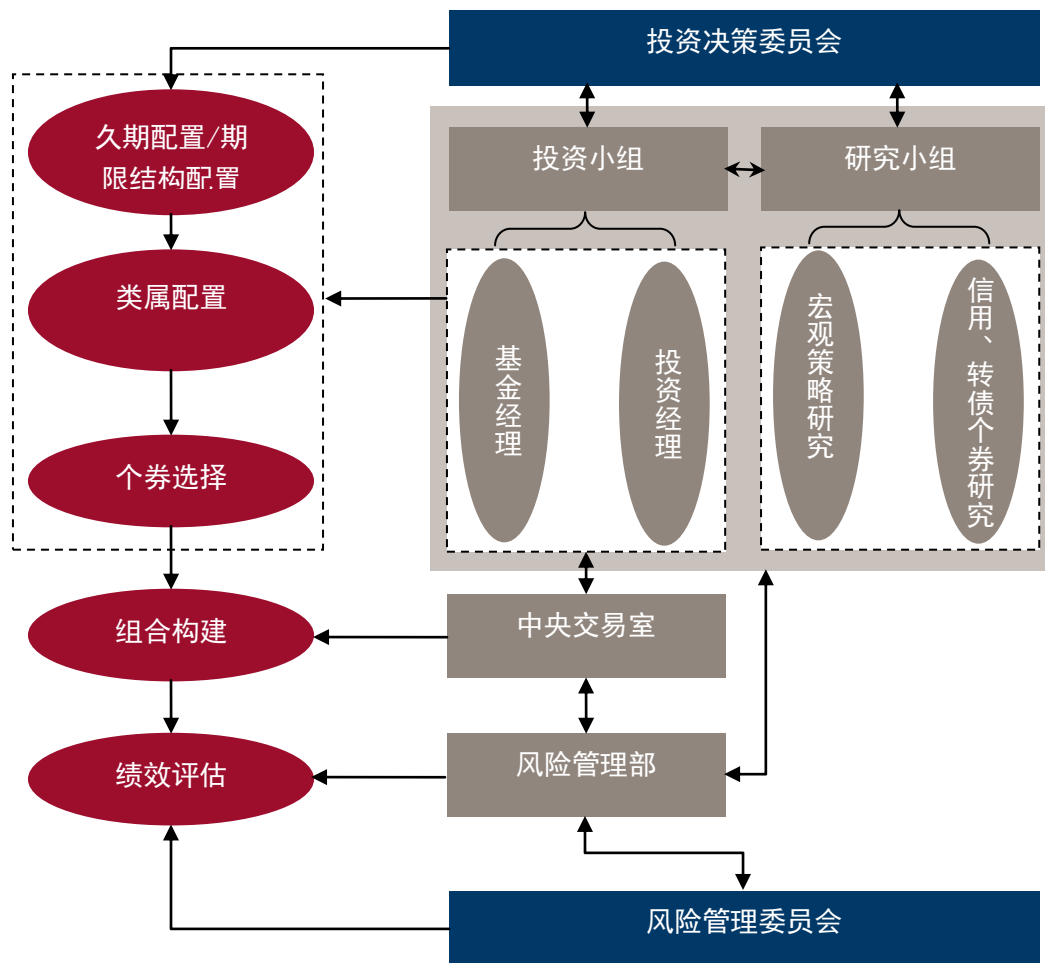 投资决策委员会
久期配置/期
限结构配置
投资小组
研究小组
类属配置
基金经理
投资经理
宏观策略研究
信用、转债个券研究
个券选择
组合构建
中央交易室
绩效评估
风险管理部
风险管理委员会